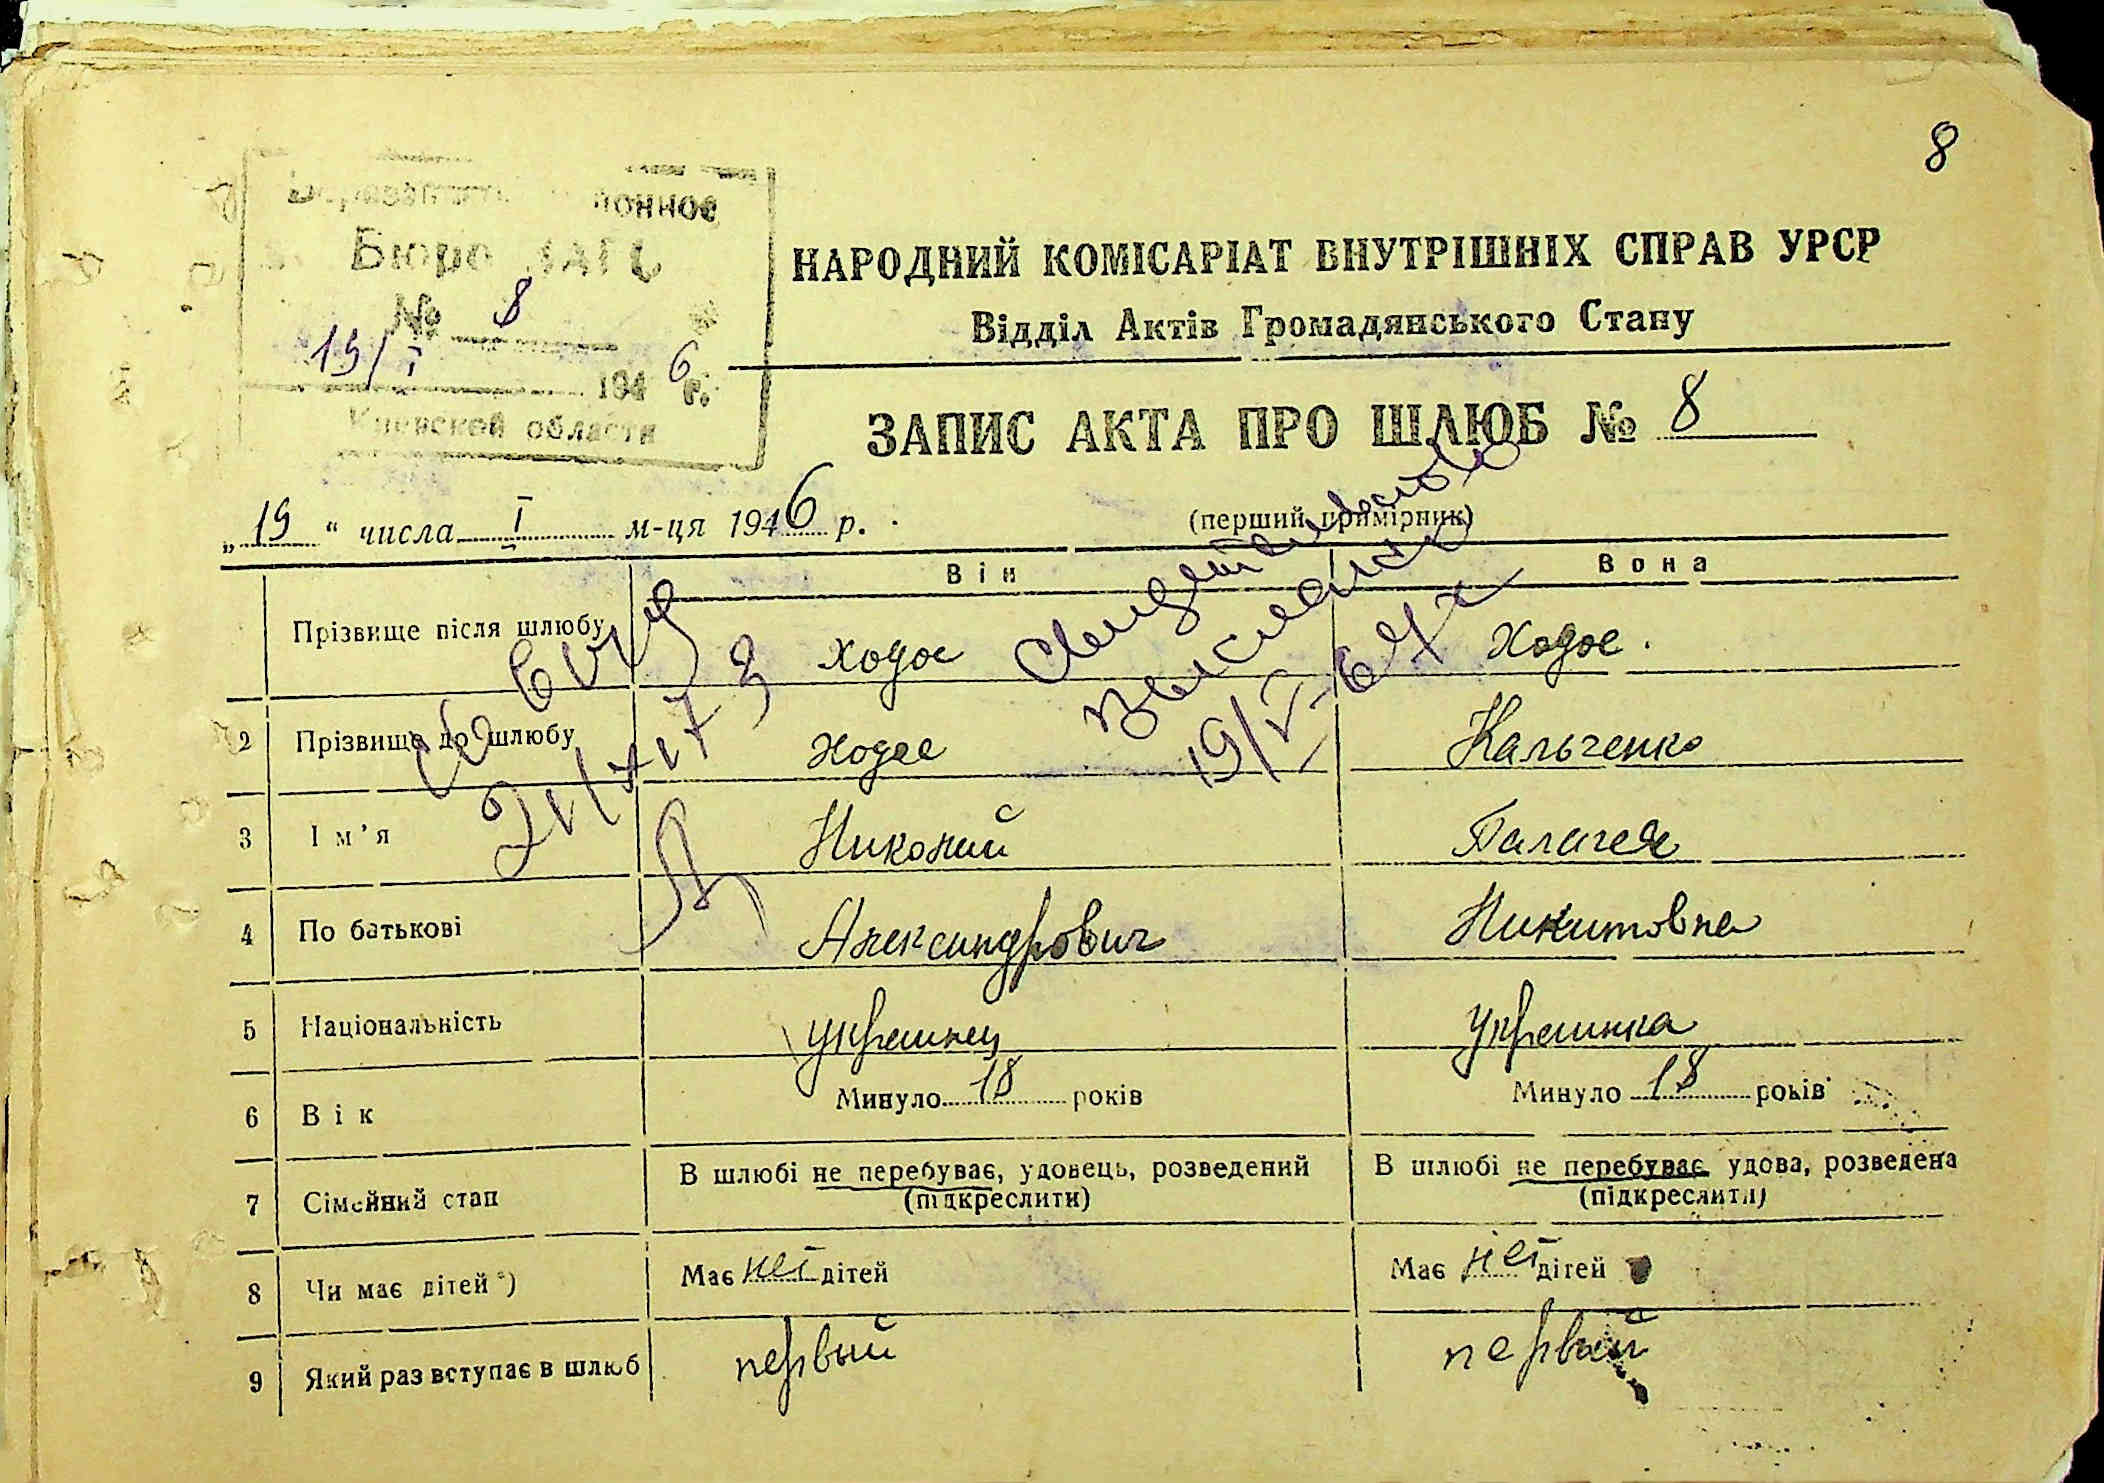 8
Бюро ЗАГС
№ 8
19/I 1946 г.
Киевской области
НАРОДНИЙ КОМІСАРІАТ ВНУТРІШНІХ СПРАВ УРСР
Відділ Актів Громадянського Стану
ЗАПИС АКТА ПРО ШЛЮБ № 8
„19“ числа I м-ця 1946 р.
(перший примірник)
Він Вона
Прізвище після шлюбу Ходос Ходос.
2 Прізвище до шлюбу Ходос Кальченко
3 Ім'я Николай Палагея
4 По батькові Александрович Никитовна
5 Національність украинец украинка
6 Вік Минуло 18 років Минуло 18 років
7 Сімейний стан В шлюбі не перебуває, удовець, розведений (підкреслити) В шлюбі не перебуває, удова, розведена (підкреслити)
8 Чи має дітей*) Має нет дітей Має нет дітей
9 Який раз вступає в шлюб первый первый
Свидетельство
выслано
19/V-67г